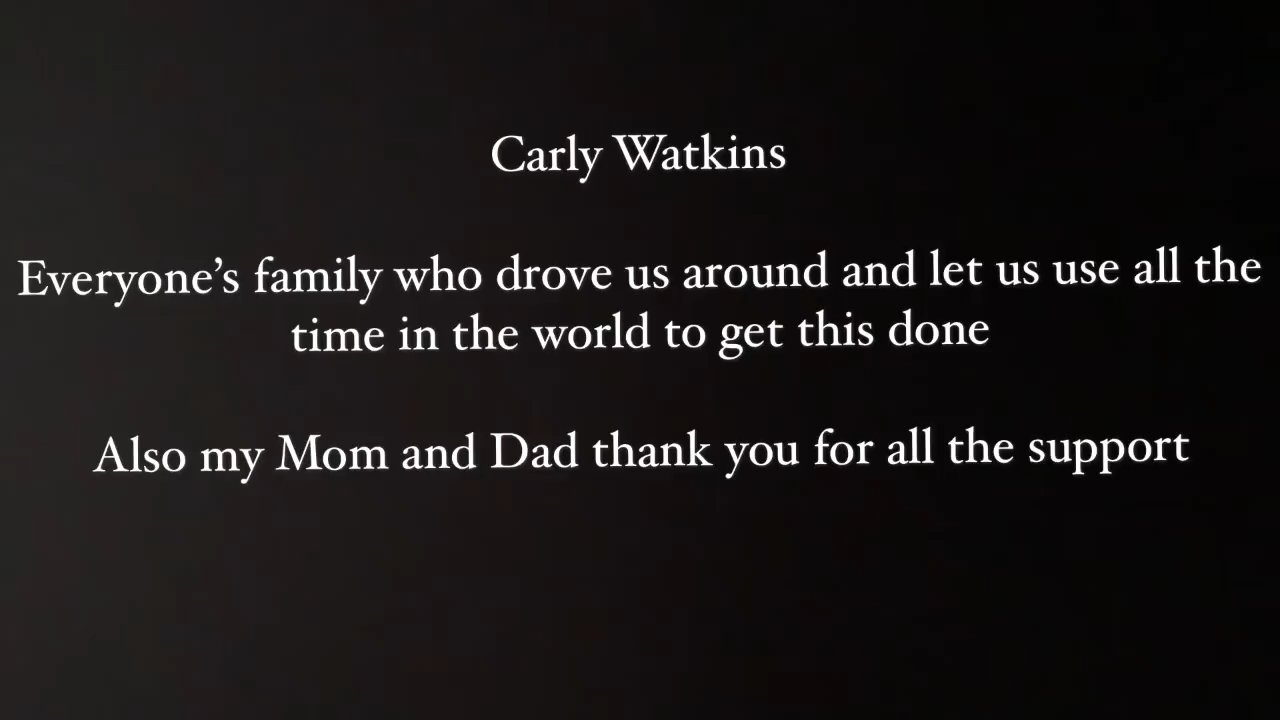 Carly Watkins
Everyone’s family who drove us around and let us use all the
time in the world to get this done
Also my Mom and Dad thank you for all the support